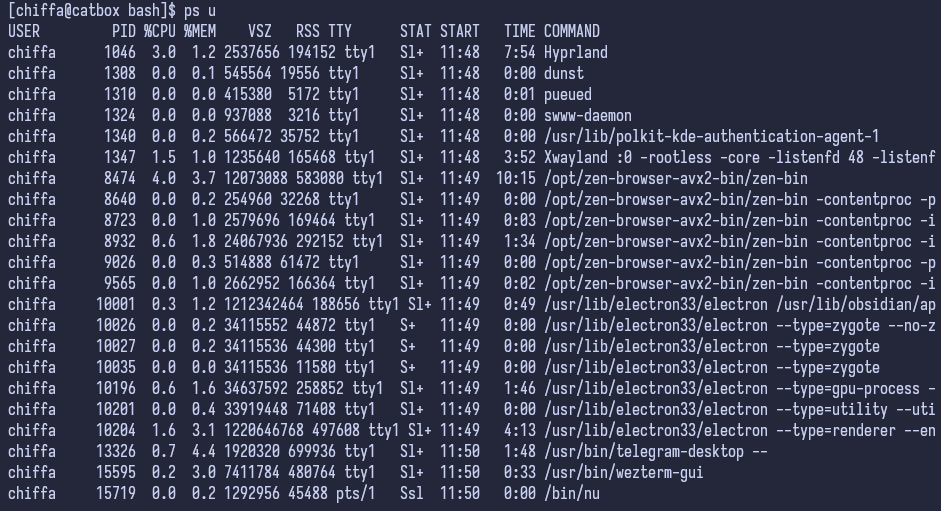 [chiffa@catbox bash]$ ps u
USER PID %CPU %MEM VSZ RSS TTY STAT START TIME COMMAND
chiffa 1046 3.0 1.2 2537656 194152 tty1 Sl+ 11:48 7:54 Hyprland
chiffa 1308 0.0 0.1 545564 19556 tty1 Sl+ 11:48 0:00 dunst
chiffa 1310 0.0 0.0 415380 5172 tty1 Sl+ 11:48 0:01 pueued
chiffa 1324 0.0 0.0 937088 3216 tty1 Sl+ 11:48 0:00 swww-daemon
chiffa 1340 0.0 0.2 566472 35752 tty1 Sl+ 11:48 0:00 /usr/lib/polkit-kde-authentication-agent-1
chiffa 1347 1.5 1.0 1235640 165468 tty1 Sl+ 11:48 3:52 Xwayland :0 -rootless -core -listenfd 48 -listenf
chiffa 8474 4.0 3.7 12073088 583080 tty1 Sl+ 11:49 10:15 /opt/zen-browser-avx2-bin/zen-bin
chiffa 8640 0.0 0.2 254960 32268 tty1 Sl+ 11:49 0:00 /opt/zen-browser-avx2-bin/zen-bin -contentproc -p
chiffa 8723 0.0 1.0 2579696 169464 tty1 Sl+ 11:49 0:03 /opt/zen-browser-avx2-bin/zen-bin -contentproc -i
chiffa 8932 0.6 1.8 24067936 292152 tty1 Sl+ 11:49 1:34 /opt/zen-browser-avx2-bin/zen-bin -contentproc -i
chiffa 9026 0.0 0.3 514888 61472 tty1 Sl+ 11:49 0:00 /opt/zen-browser-avx2-bin/zen-bin -contentproc -p
chiffa 9565 0.0 1.0 2662952 166364 tty1 Sl+ 11:49 0:02 /opt/zen-browser-avx2-bin/zen-bin -contentproc -i
chiffa 10001 0.3 1.2 1212342464 188656 tty1 Sl+ 11:49 0:49 /usr/lib/electron33/electron /usr/lib/obsidian/ap
chiffa 10026 0.0 0.2 34115552 44872 tty1 S+ 11:49 0:00 /usr/lib/electron33/electron --type=zygote --no-z
chiffa 10027 0.0 0.2 34115536 44300 tty1 S+ 11:49 0:00 /usr/lib/electron33/electron --type=zygote
chiffa 10035 0.0 0.0 34115536 11580 tty1 S+ 11:49 0:00 /usr/lib/electron33/electron --type=zygote
chiffa 10196 0.6 1.6 34637592 258852 tty1 Sl+ 11:49 1:46 /usr/lib/electron33/electron --type=gpu-process -
chiffa 10201 0.0 0.4 33919448 71408 tty1 Sl+ 11:49 0:00 /usr/lib/electron33/electron --type=utility --uti
chiffa 10204 1.6 3.1 1220646768 497608 tty1 Sl+ 11:49 4:13 /usr/lib/electron33/electron --type=renderer --en
chiffa 13326 0.7 4.4 1920320 699936 tty1 Sl+ 11:50 1:48 /usr/bin/telegram-desktop --
chiffa 15595 0.2 3.0 7411784 480764 tty1 Sl+ 11:50 0:33 /usr/bin/wezterm-gui
chiffa 15719 0.0 0.2 1292956 45488 pts/1 Ssl 11:50 0:00 /bin/nu